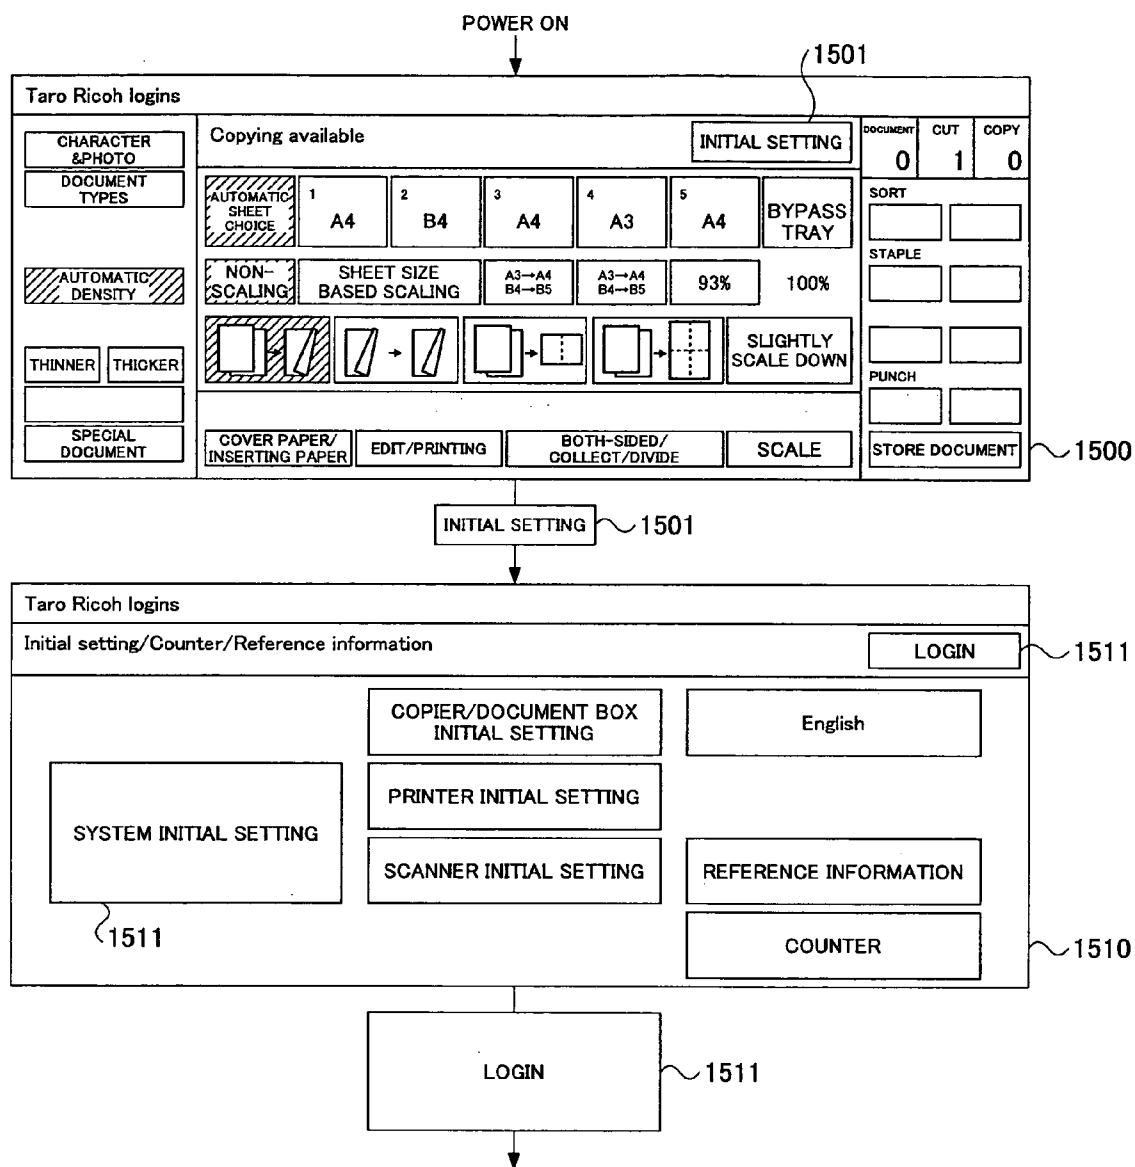 POWER ON
1501
Taro Ricoh logins
CHARACTER
&PHOTO
DOCUMENT
TYPES
AUTOMATIC
DENSITY
THINNER
THICKER
SPECIAL
DOCUMENT
Copying available
INITIAL SETTING
AUTOMATIC
SHEET
CHOICE
1
A4
2
B4
3
A4
4
A3
5
A4
BYPASS
TRAY
NON-
SCALING
SHEET SIZE
BASED SCALING
A3→A4
B4→B5
A3→A4
B4→B5
93%
100%
SLIGHTLY
SCALE DOWN
COVER PAPER/
INSERTING PAPER
EDIT/PRINTING
BOTH-SIDED/
COLLECT/DIVIDE
SCALE
DOCUMENT
0
CUT
1
COPY
0
SORT
STAPLE
PUNCH
STORE DOCUMENT
1500
INITIAL SETTING
1501
Taro Ricoh logins
Initial setting/Counter/Reference information
LOGIN
1511
SYSTEM INITIAL SETTING
1511
COPIER/DOCUMENT BOX
INITIAL SETTING
PRINTER INITIAL SETTING
SCANNER INITIAL SETTING
English
REFERENCE INFORMATION
COUNTER
1510
LOGIN
1511